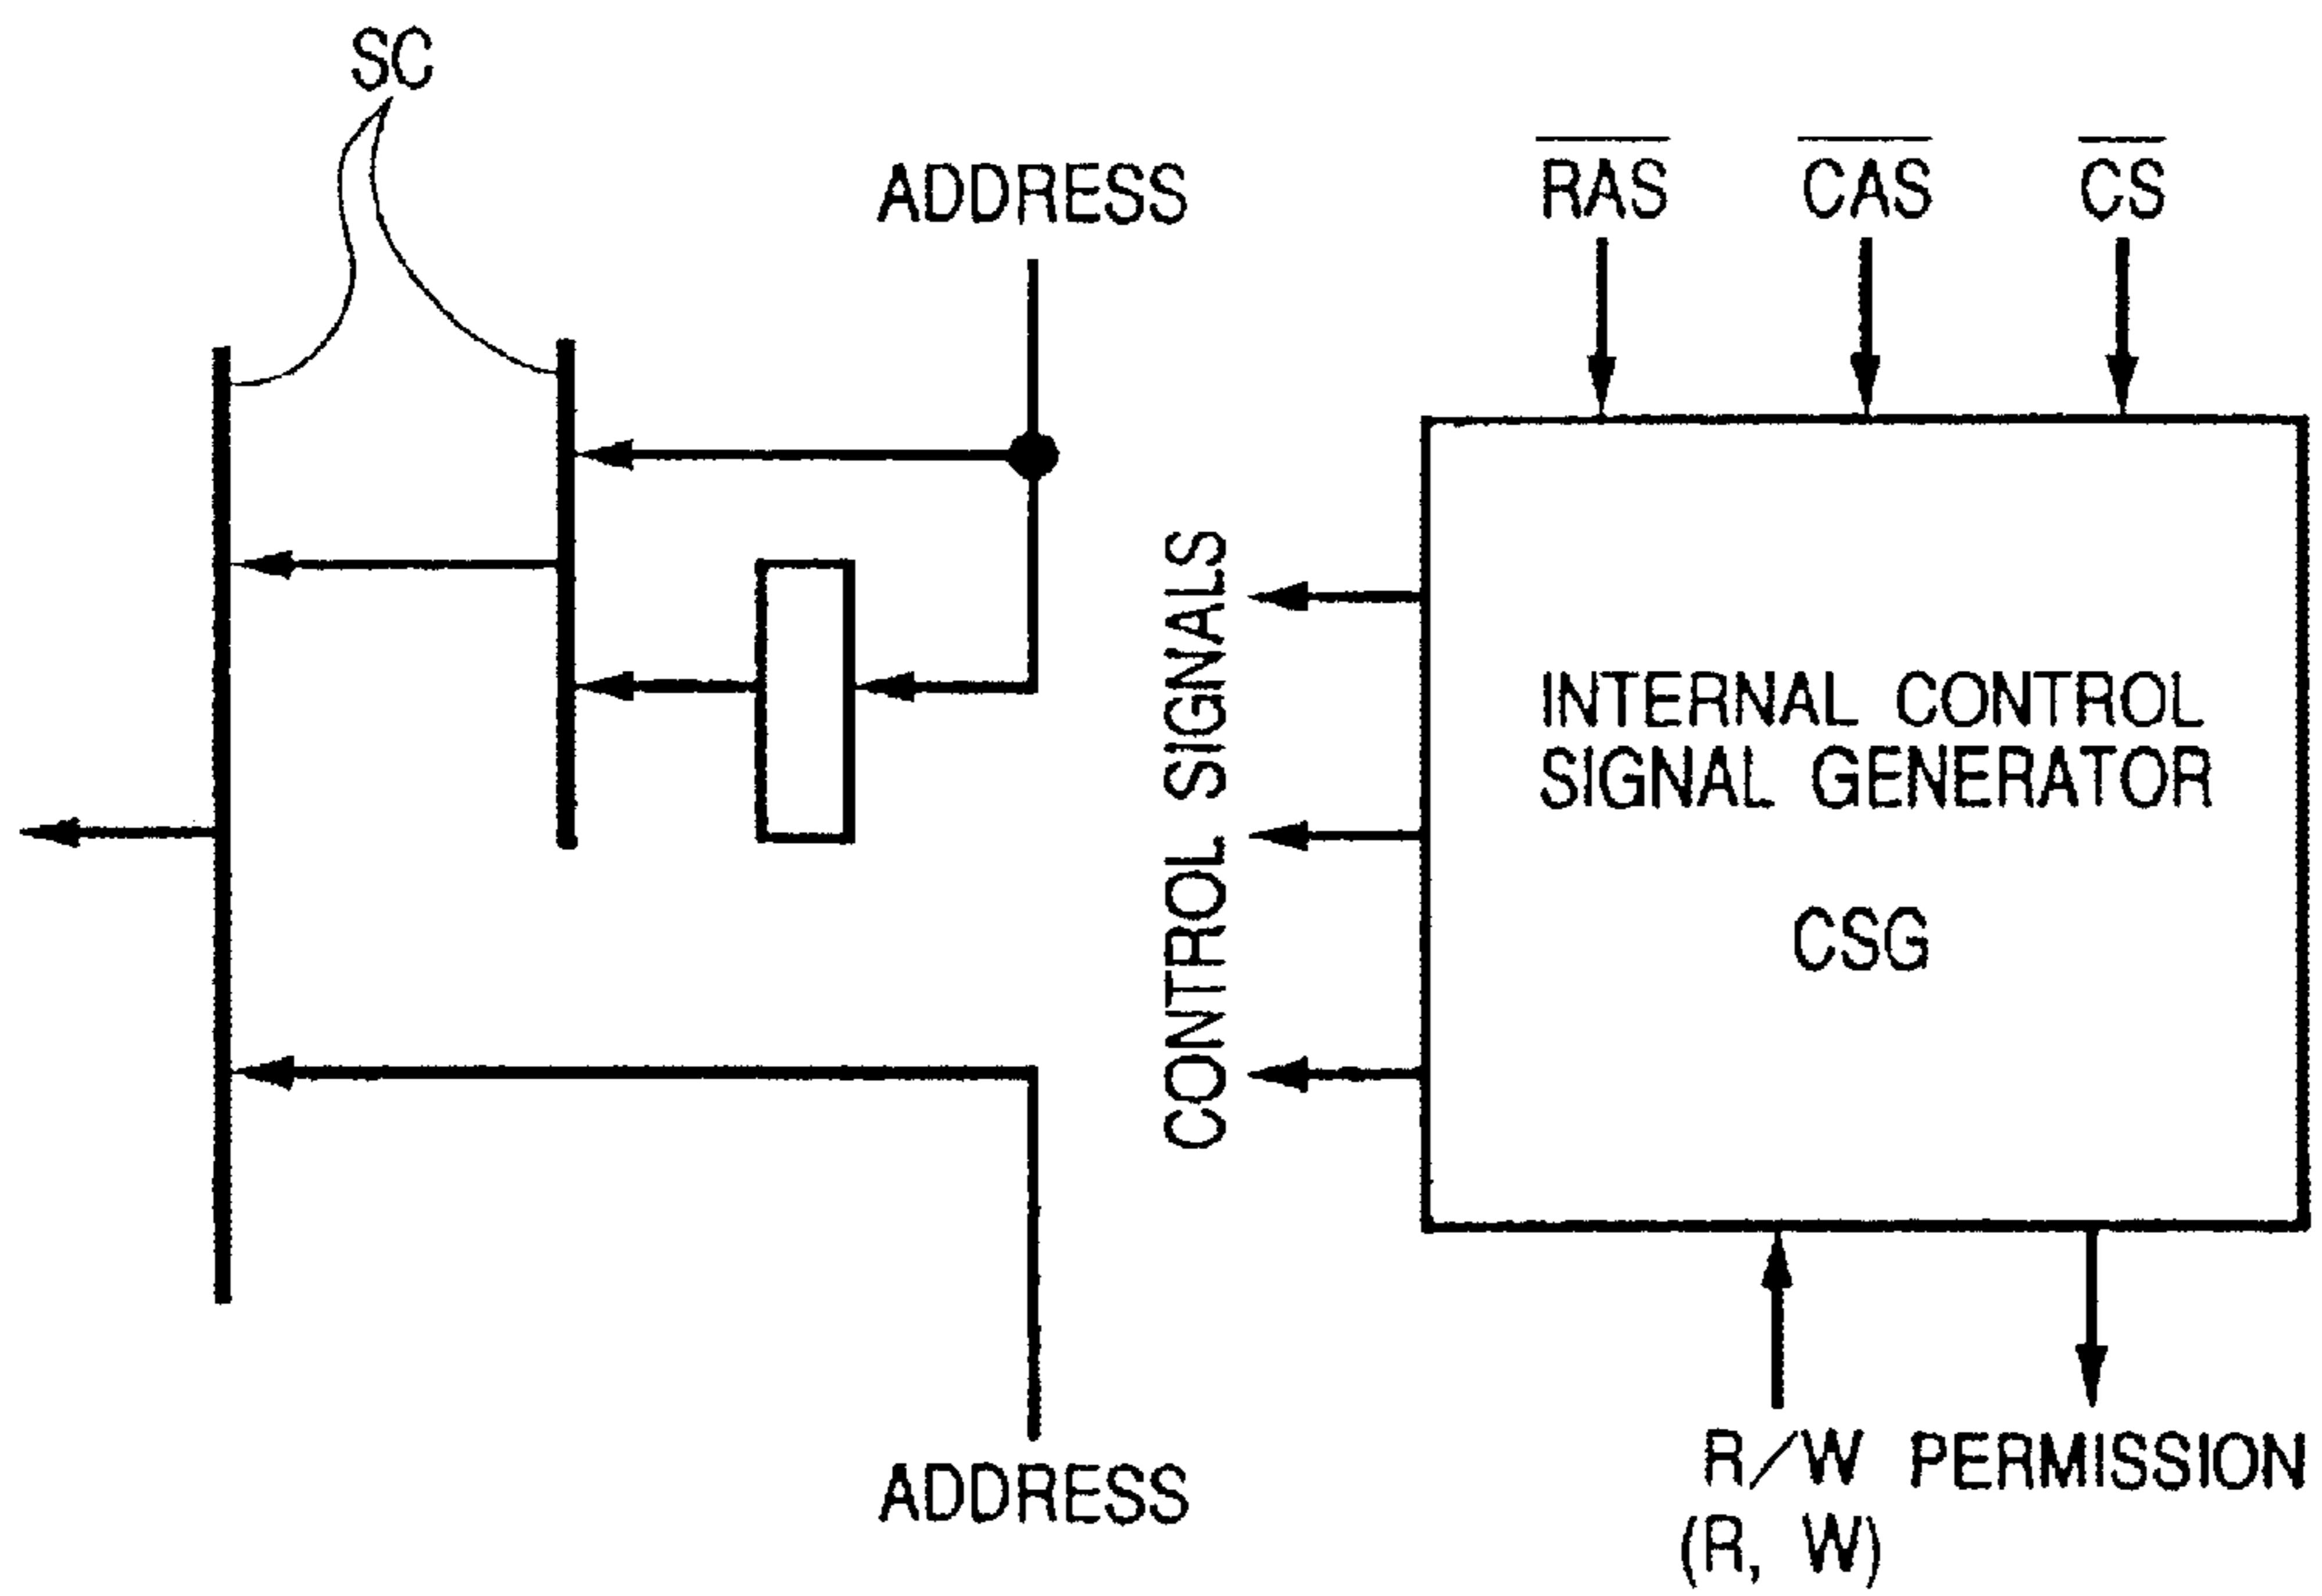 SC
ADDRESS
RAS CAS CS
CONTROL SIGNALS
INTERNAL CONTROL
SIGNAL GENERATOR
CSG
ADDRESS
R/W PERMISSION
(R, W)